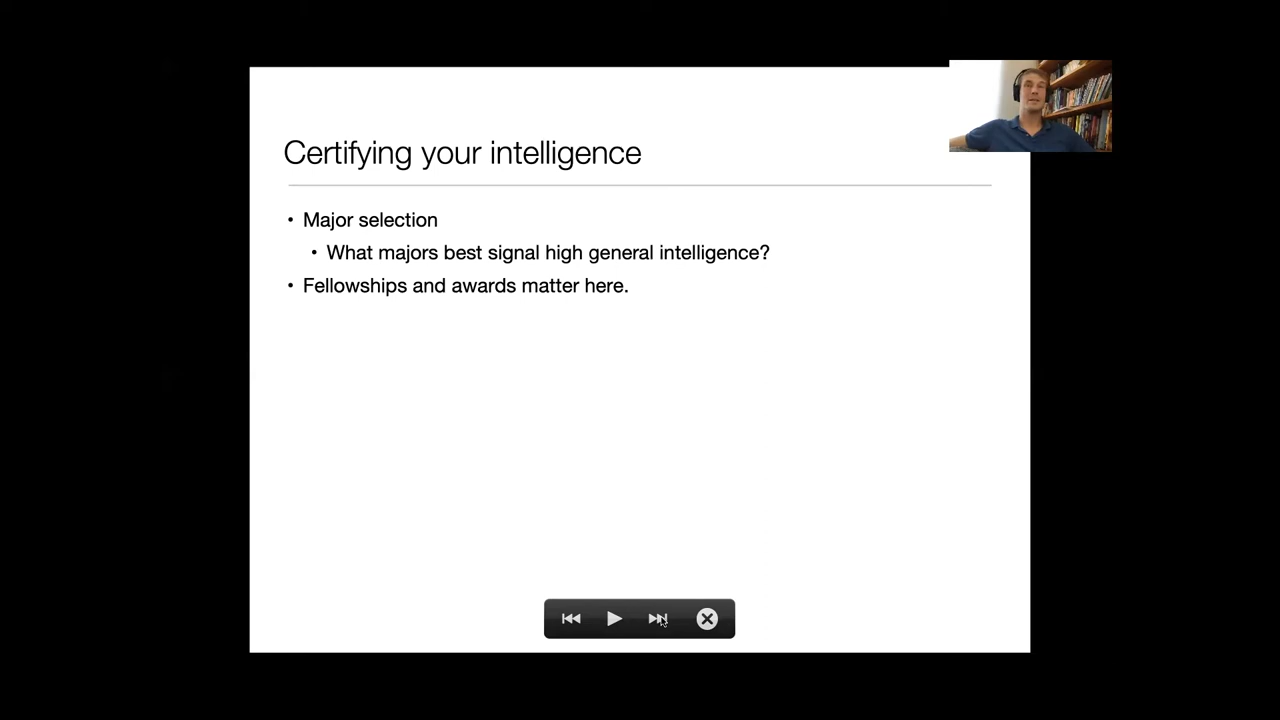 Certifying your intelligence
• Major selection
• What majors best signal high general intelligence?
• Fellowships and awards matter here.